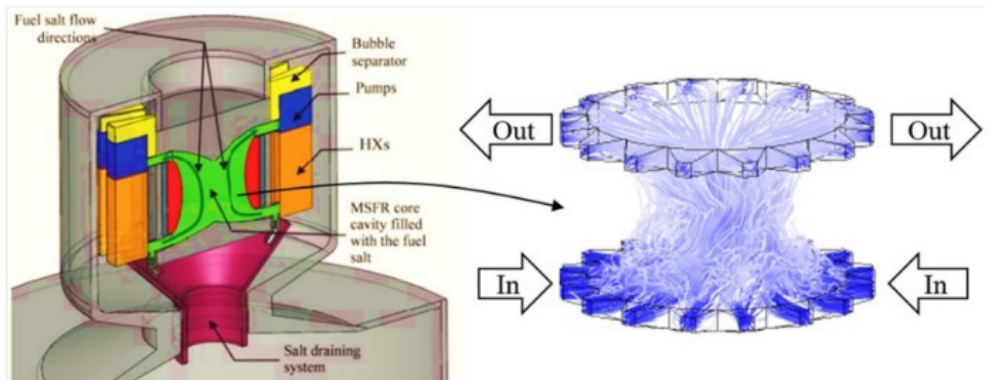 Fuel salt flow
directions
Bubble
separator
Pumps
HXs
MSFR core
cavity filled
with the fuel
salt
Salt draining
system
Out
Out
In
In